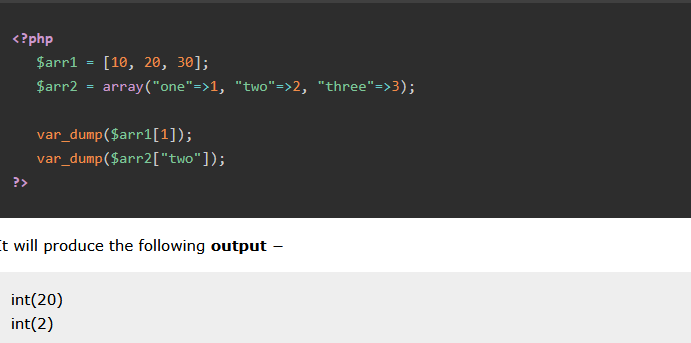 <?php
$arr1 = [10, 20, 30];
$arr2 = array("one"=>1, "two"=>2, "three"=>3);
var_dump($arr1[1]);
var_dump($arr2["two"]);
?>
It will produce the following output −
int(20)
int(2)